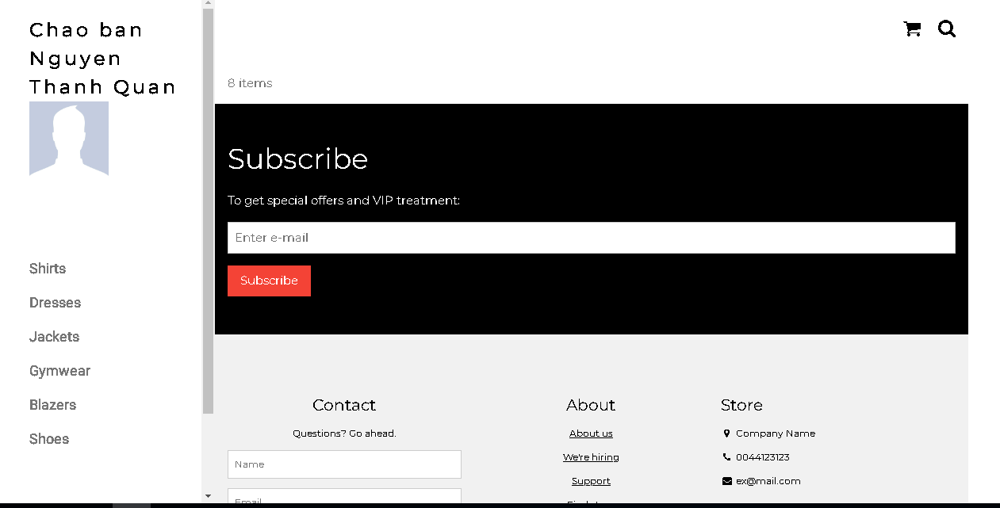 Chao ban
Nguyen
Thanh Quan
Shirts
Dresses
Jackets
Gymwear
Blazers
Shoes
8 items
Subscribe
To get special offers and VIP treatment:
Enter e-mail
Subscribe
Contact
Questions? Go ahead.
Name
Email
About
About us
We're hiring
Support
Store
Company Name
0044123123
ex@mail.com